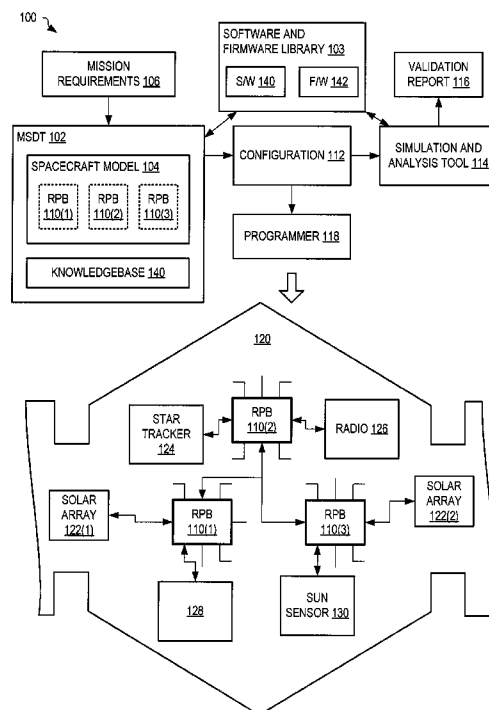 100
MISSION
REQUIREMENTS 106
SOFTWARE AND
FIRMWARE LIBRARY 103
S/W 140
F/W 142
VALIDATION
REPORT 116
MSDT 102
SPACECRAFT MODEL 104
RPB
110(1)
RPB
110(2)
RPB
110(3)
KNOWLEDGEBASE 140
CONFIGURATION 112
SIMULATION AND
ANALYSIS TOOL 114
PROGRAMMER 118
120
STAR
TRACKER
124
RPB
110(2)
RADIO 126
SOLAR
ARRAY
122(1)
RPB
110(1)
RPB
110(3)
SOLAR
ARRAY
122(2)
128
SUN
SENSOR 130